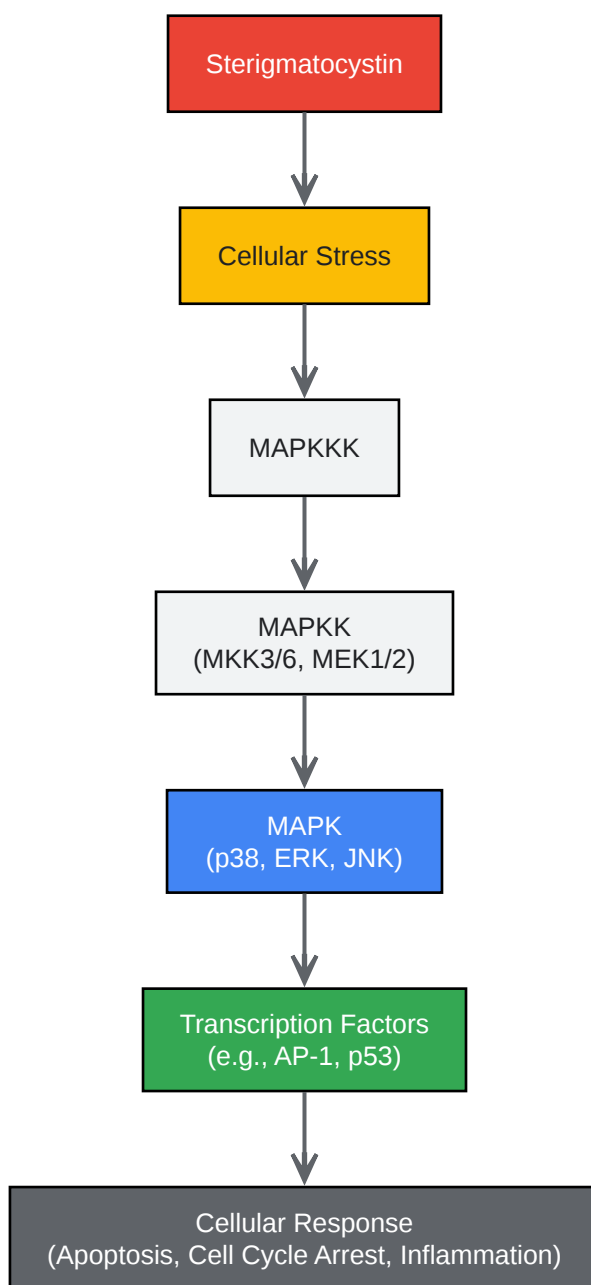 Sterigmatocystin
Cellular Stress
MAPKKK
MAPKK
(MKK3/6, MEK1/2)
MAPK
(p38, ERK, JNK)
Transcription Factors
(e.g., AP-1, p53)
Cellular Response
(Apoptosis, Cell Cycle Arrest, Inflammation)